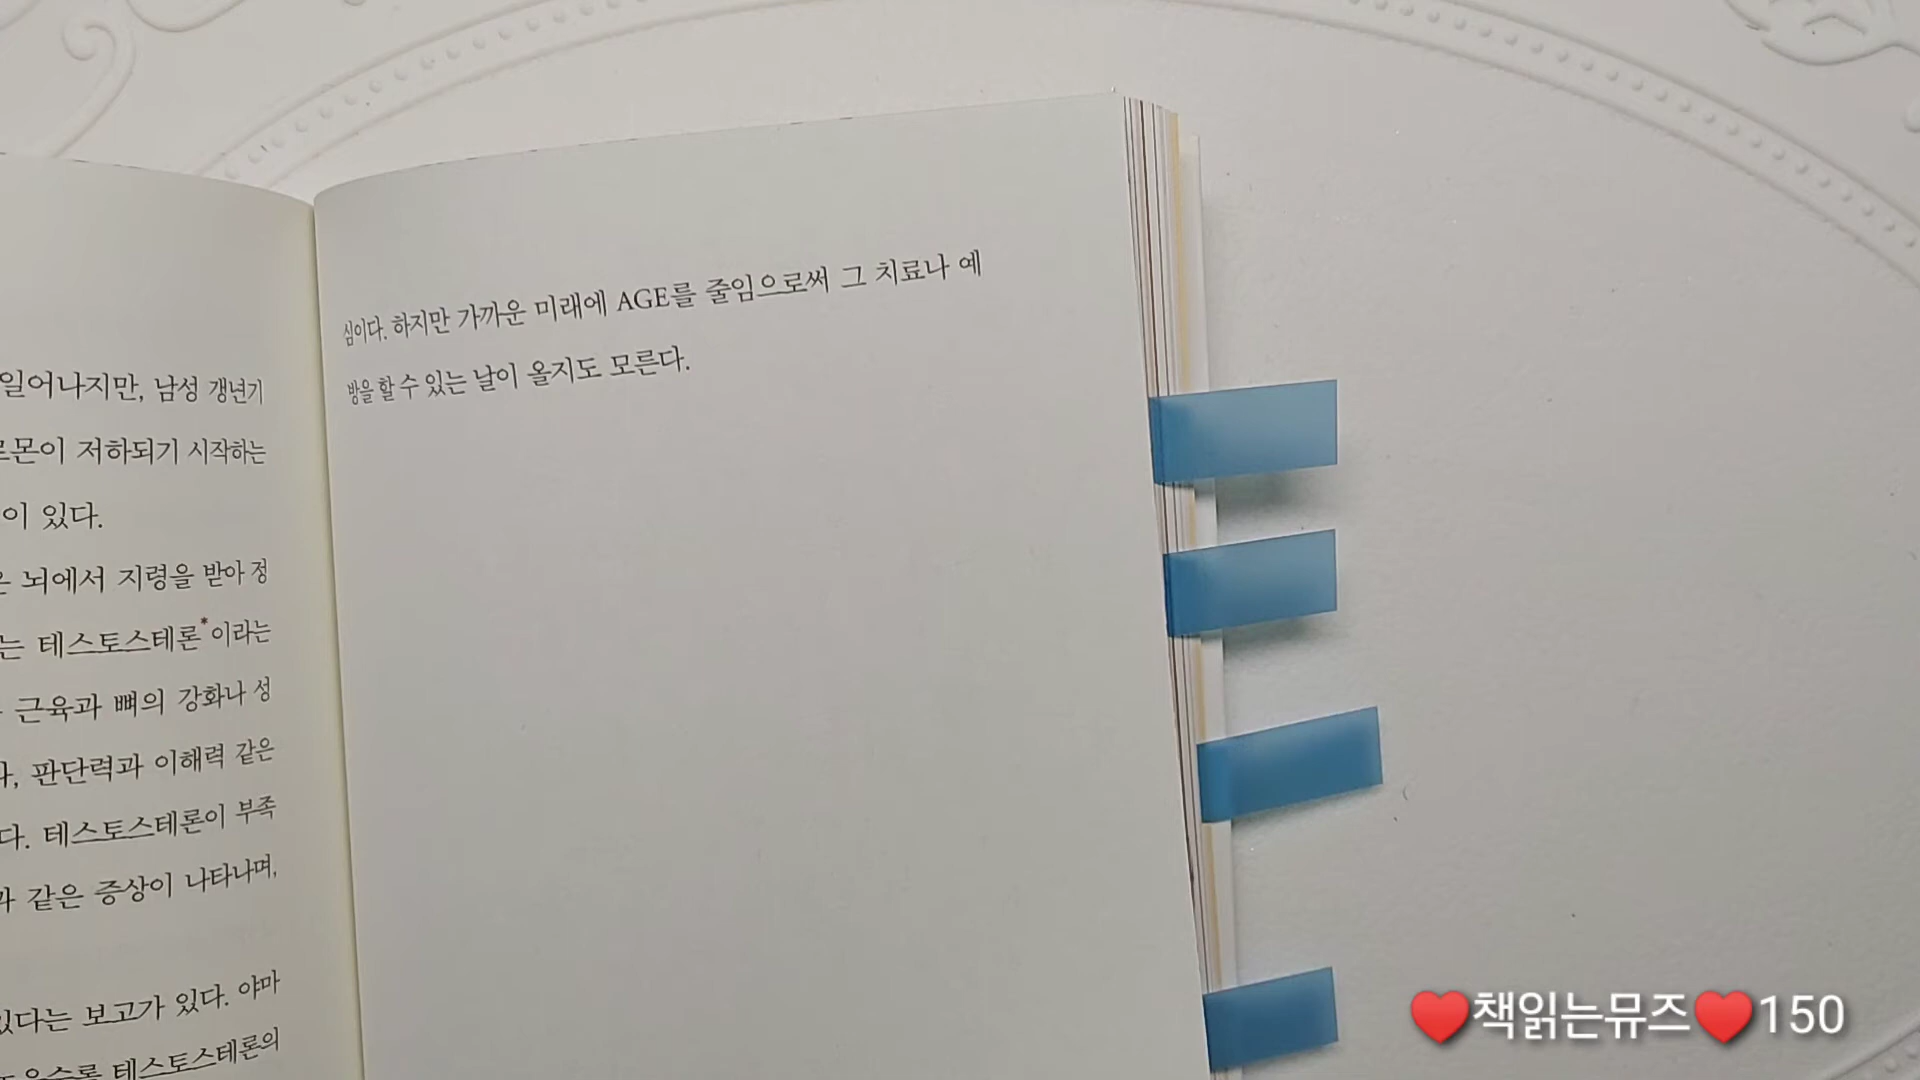 일어나지만, 남성 갱년기
저하되기 시작하는
이 있다.
뇌에서 지령을 받아 정
는 테스토스테론*이라는
근육과 뼈의 강화나 성
판단력과 이해력 같은
다. 테스토스테론이 부족
같은 증상이 나타나며,
있다는 보고가 있다. 야마
테스토스테론의
심이다. 하지만 가까운 미래에 AGE를 줄임으로써 그 치료나 예
방을 할 수 있는 날이 올지도 모른다.
❤️책읽는뮤즈❤️150